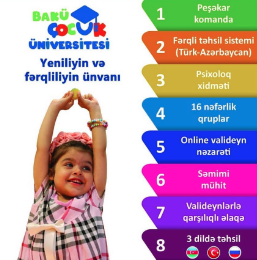 BAKÜ
ÇOCUK
ÜNİVERSİTESİ
Yeniliyin və
fərqliliyin ünvanı
1
Peşəkar
komanda
2
Fərqli təhsil sistemi
(Türk-Azərbaycan)
3
Psixoloq
xidməti
4
16 nəfərlik
qruplar
5
Online valideyn
nəzarəti
6
Səmimi
mühit
7
Valideynlərlə
qarşılıqlı əlaqə
8
3 dildə təhsil